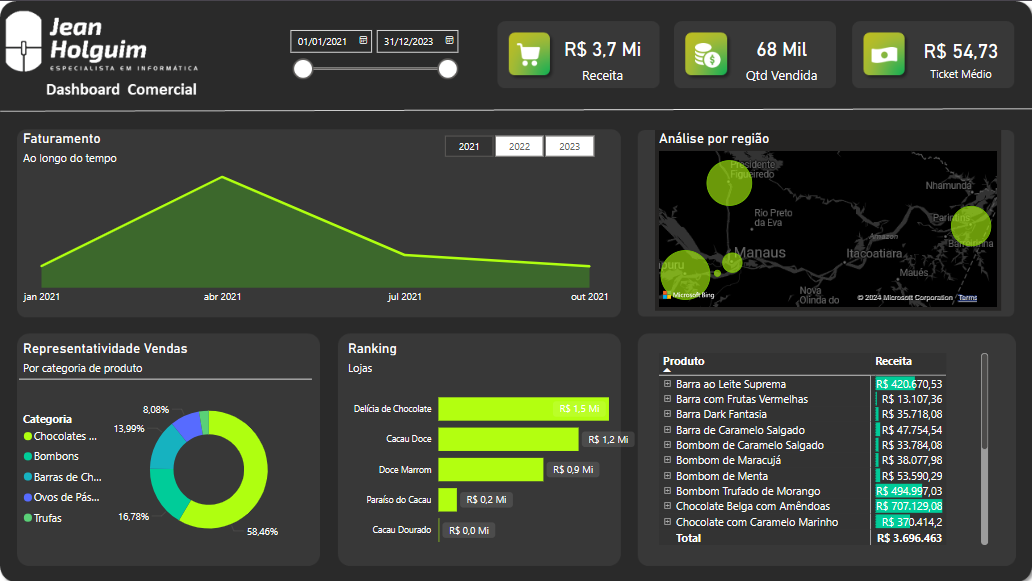 Jean
Holguim
ESPECIALISTA EM INFORMÁTICA
Dashboard Comercial
01/01/2021
31/12/2023
R$ 3,7 Mi
Receita
68 Mil
Qtd Vendida
R$ 54,73
Ticket Médio
Faturamento
Ao longo do tempo
2021
2022
2023
jan 2021
abr 2021
jul 2021
out 2021
Análise por região
Presidente
Figueiredo
Nhamundá
Rio Preto
da Eva
Parintins
Amazon
Barreirinha
Manaus
Itacoatiara
Maués
Nova
Olinda do
Microsoft Bing
© 2024 Microsoft Corporation
Terms
Representatividade Vendas
Por categoria de produto
Categoria
Chocolates ...
Bombons
Barras de Ch...
Ovos de Pás...
Trufas
8,08%
13,99%
16,78%
58,46%
Ranking
Lojas
Delícia de Chocolate R$ 1,5 Mi
Cacau Doce R$ 1,2 Mi
Doce Marrom R$ 0,9 Mi
Paraíso do Cacau R$ 0,2 Mi
Cacau Dourado R$ 0,0 Mi
Produto Receita
Barra ao Leite Suprema R$ 420.670,53
Barra com Frutas Vermelhas R$ 13.107,36
Barra Dark Fantasia R$ 35.718,08
Barra de Caramelo Salgado R$ 47.754,54
Bombom de Caramelo Salgado R$ 33.784,08
Bombom de Maracujá R$ 38.077,98
Bombom de Menta R$ 53.590,29
Bombom Trufado de Morango R$ 494.997,03
Chocolate Belga com Amêndoas R$ 707.129,08
Chocolate com Caramelo Marinho R$ 370.414,2
Total R$ 3.696.463